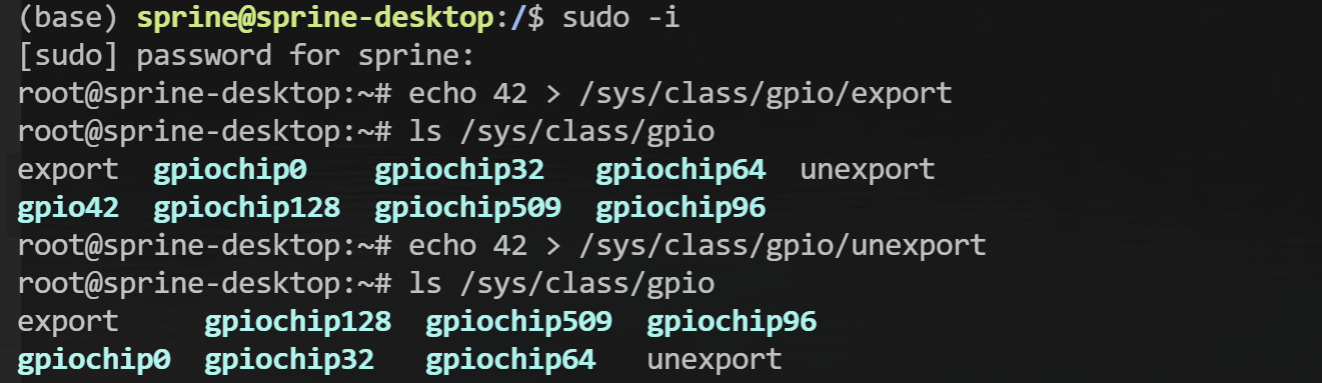 (base) sprine@sprine-desktop:/$ sudo -i
[sudo] password for sprine:
root@sprine-desktop:~# echo 42 > /sys/class/gpio/export
root@sprine-desktop:~# ls /sys/class/gpio
export  gpiochip0    gpiochip32   gpiochip64  unexport
gpio42  gpiochip128  gpiochip509  gpiochip96
root@sprine-desktop:~# echo 42 > /sys/class/gpio/unexport
root@sprine-desktop:~# ls /sys/class/gpio
export     gpiochip128  gpiochip509  gpiochip96
gpiochip0  gpiochip32   gpiochip64   unexport